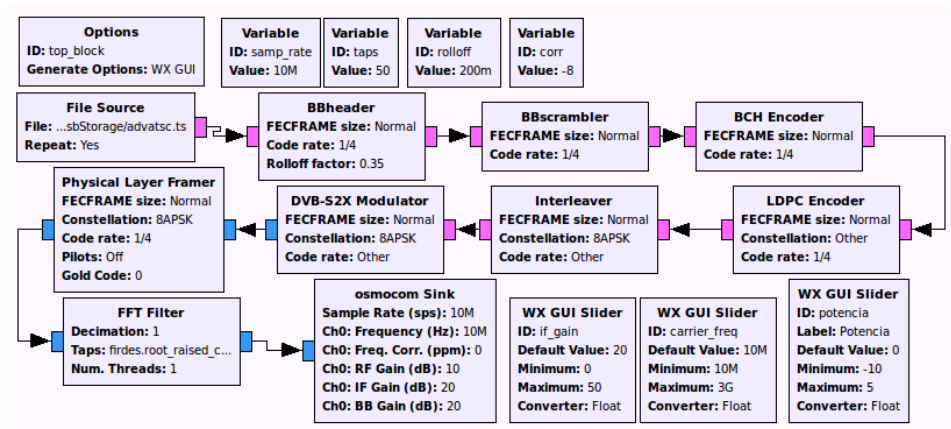 Options
ID: top_block
Generate Options: WX GUI
Variable
ID: samp_rate
Value: 10M
Variable
ID: taps
Value: 50
Variable
ID: rolloff
Value: 200m
Variable
ID: corr
Value: -8
File Source
File: ...sbStorage/advatsc.ts
Repeat: Yes
BBheader
FECFRAME size: Normal
Code rate: 1/4
Rolloff factor: 0.35
BBscrambler
FECFRAME size: Normal
Code rate: 1/4
BCH Encoder
FECFRAME size: Normal
Code rate: 1/4
Physical Layer Framer
FECFRAME size: Normal
Constellation: 8APSK
Code rate: 1/4
Pilots: Off
Gold Code: 0
DVB-S2X Modulator
FECFRAME size: Normal
Constellation: 8APSK
Code rate: Other
Interleaver
FECFRAME size: Normal
Constellation: 8APSK
Code rate: Other
LDPC Encoder
FECFRAME size: Normal
Constellation: Other
Code rate: 1/4
FFT Filter
Decimation: 1
Taps: firdes.root_raised_c...
Num. Threads: 1
osmocom Sink
Sample Rate (sps): 10M
Ch0: Frequency (Hz): 10M
Ch0: Freq. Corr. (ppm): 0
Ch0: RF Gain (dB): 10
Ch0: IF Gain (dB): 20
Ch0: BB Gain (dB): 20
WX GUI Slider
ID: if_gain
Default Value: 20
Minimum: 0
Maximum: 50
Converter: Float
WX GUI Slider
ID: carrier_freq
Default Value: 10M
Minimum: 10M
Maximum: 3G
Converter: Float
WX GUI Slider
ID: potencia
Label: Potencia
Default Value: 0
Minimum: -10
Maximum: 5
Converter: Float